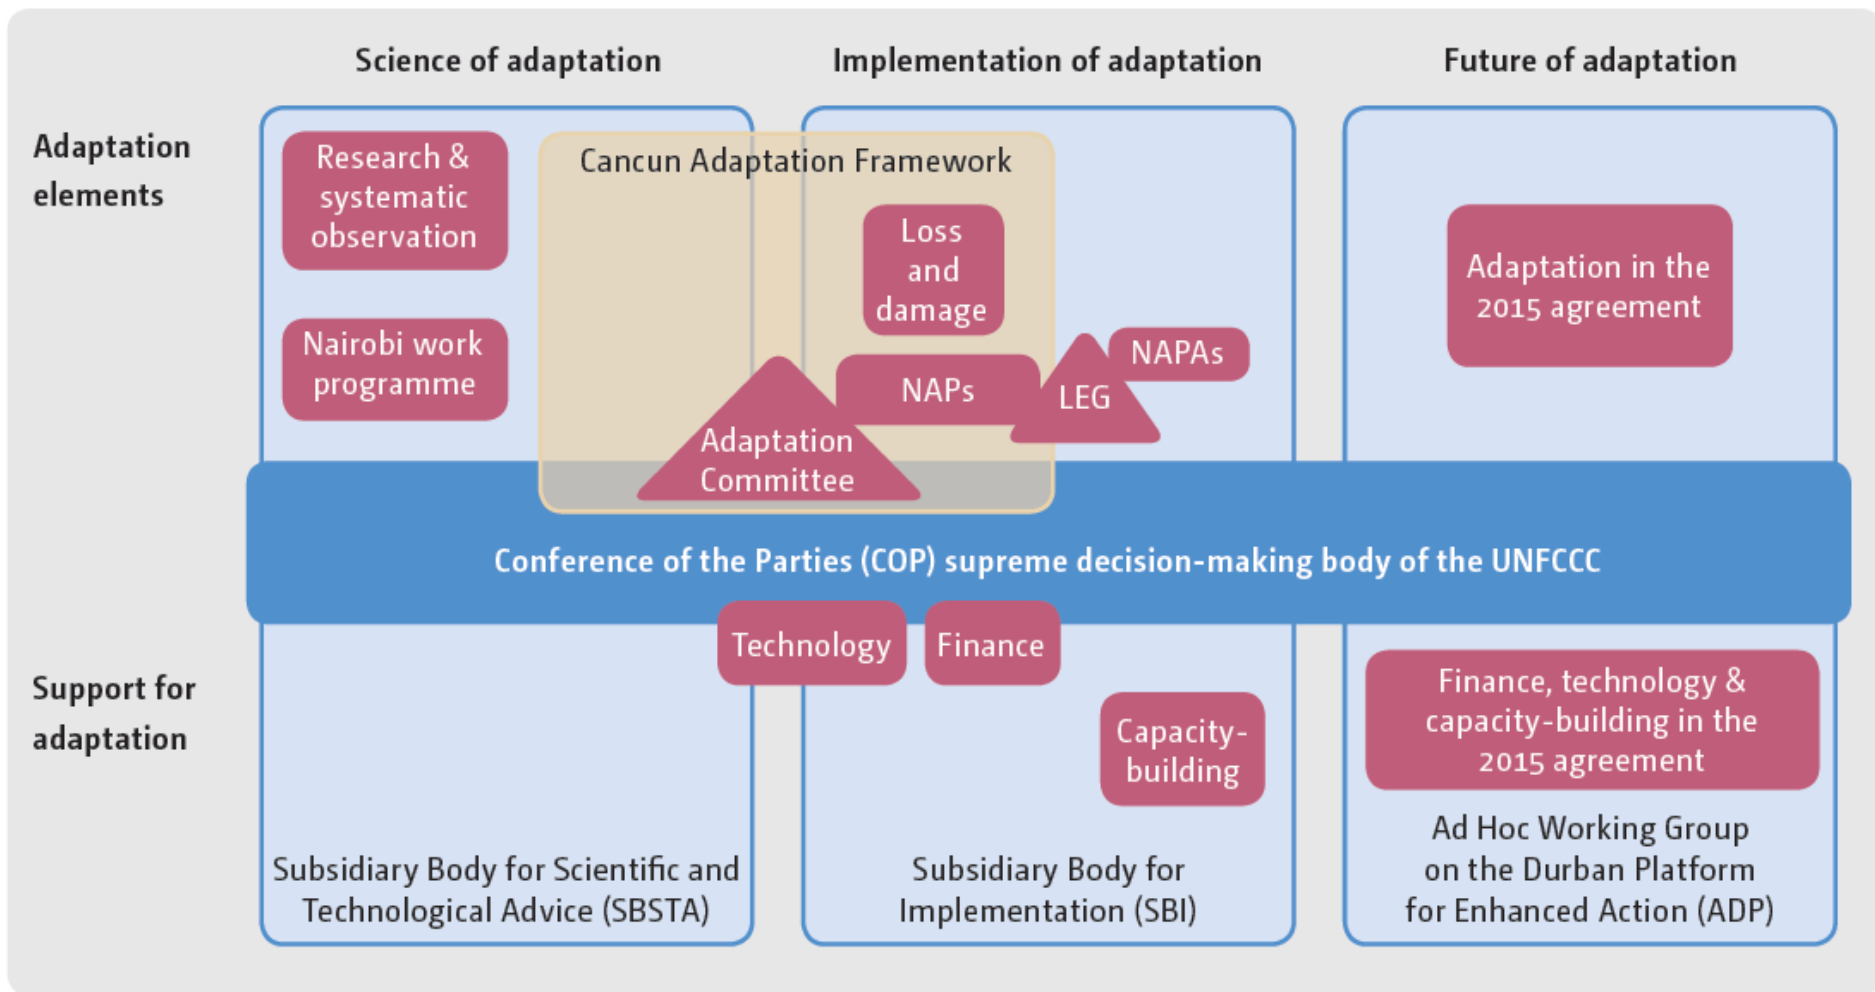 Science of adaptation
Implementation of adaptation
Future of adaptation
Adaptation
elements
Research &
systematic
observation
Nairobi work
programme
Cancun Adaptation Framework
Loss
and
damage
NAPs
LEG
NAPAs
Adaptation
Committee
Adaptation in the
2015 agreement
Conference of the Parties (COP) supreme decision-making body of the UNFCCC
Support for
adaptation
Technology
Finance
Capacity-
building
Finance, technology &
capacity-building in the
2015 agreement
Subsidiary Body for Scientific and
Technological Advice (SBSTA)
Subsidiary Body for
Implementation (SBI)
Ad Hoc Working Group
on the Durban Platform
for Enhanced Action (ADP)